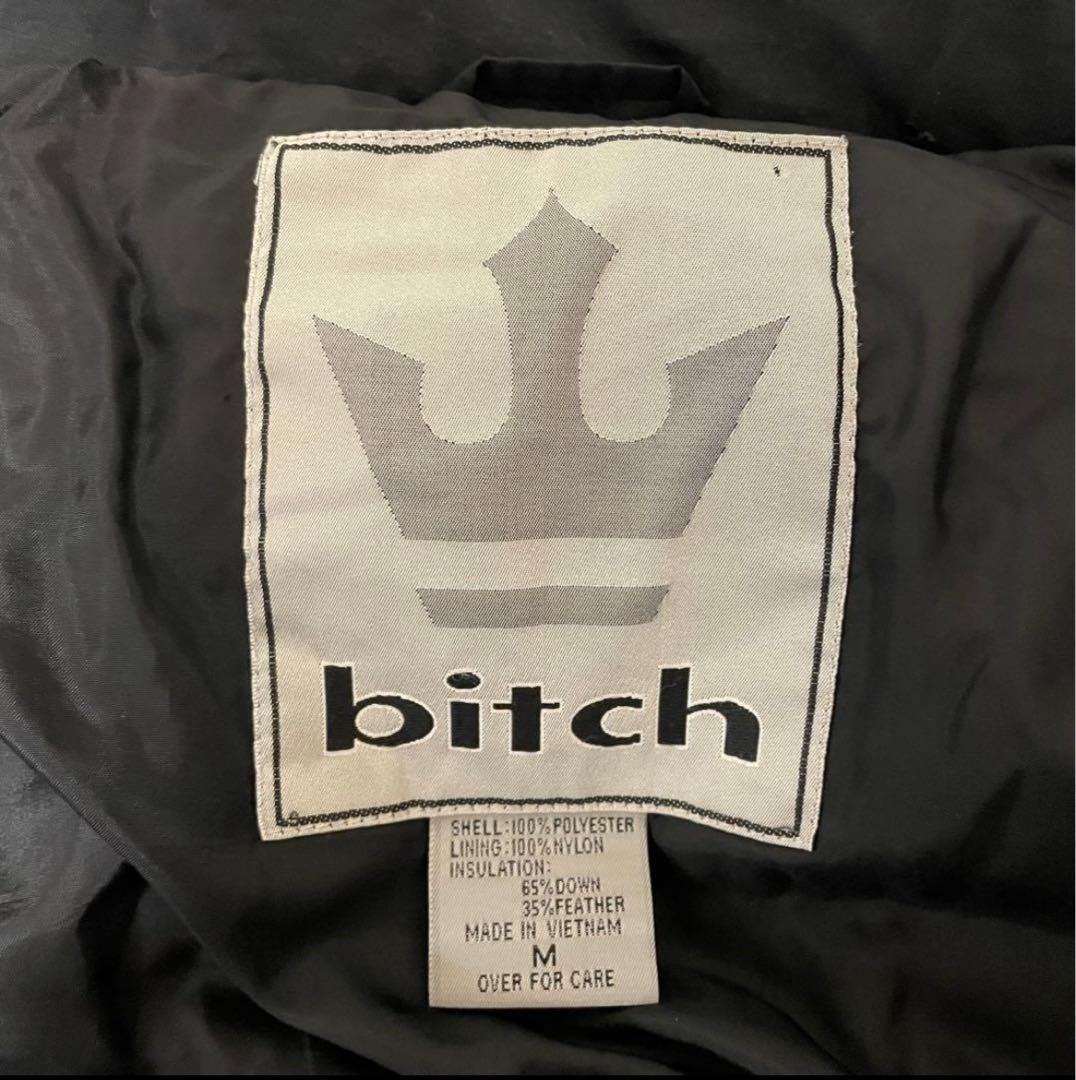 bitch
SHELL:100%POLYESTER
LINING:100%NYLON
INSULATION:
65%DOWN
35%FEATHER
MADE IN VIETNAM
M
OVER FOR CARE